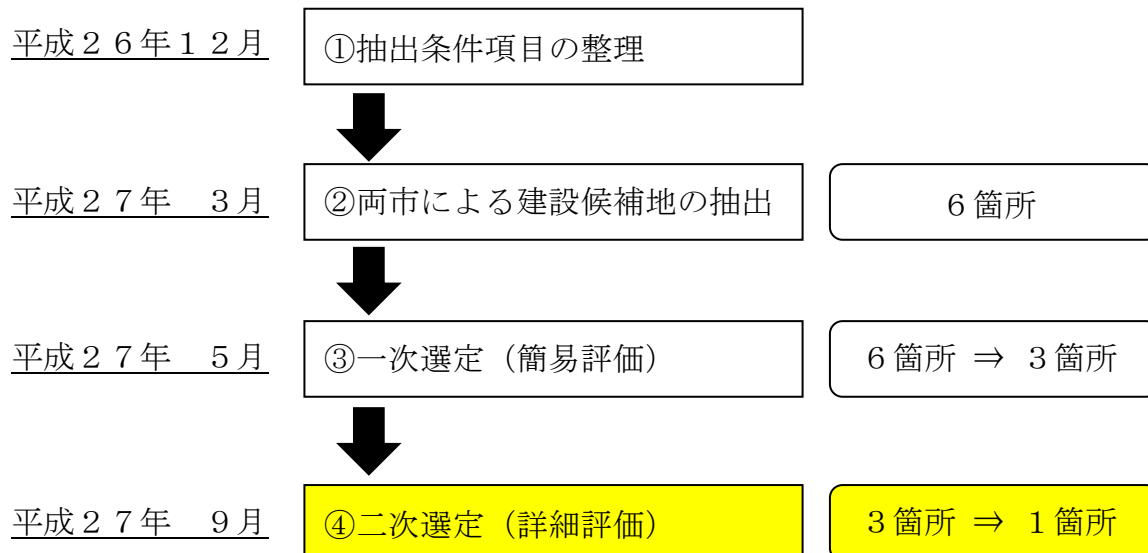 平成２６年１２月
①抽出条件項目の整理
平成２７年　３月
②両市による建設候補地の抽出
６箇所
平成２７年　５月
③一次選定（簡易評価）
６箇所 ⇒ ３箇所
平成２７年　９月
④二次選定（詳細評価）
３箇所 ⇒ １箇所